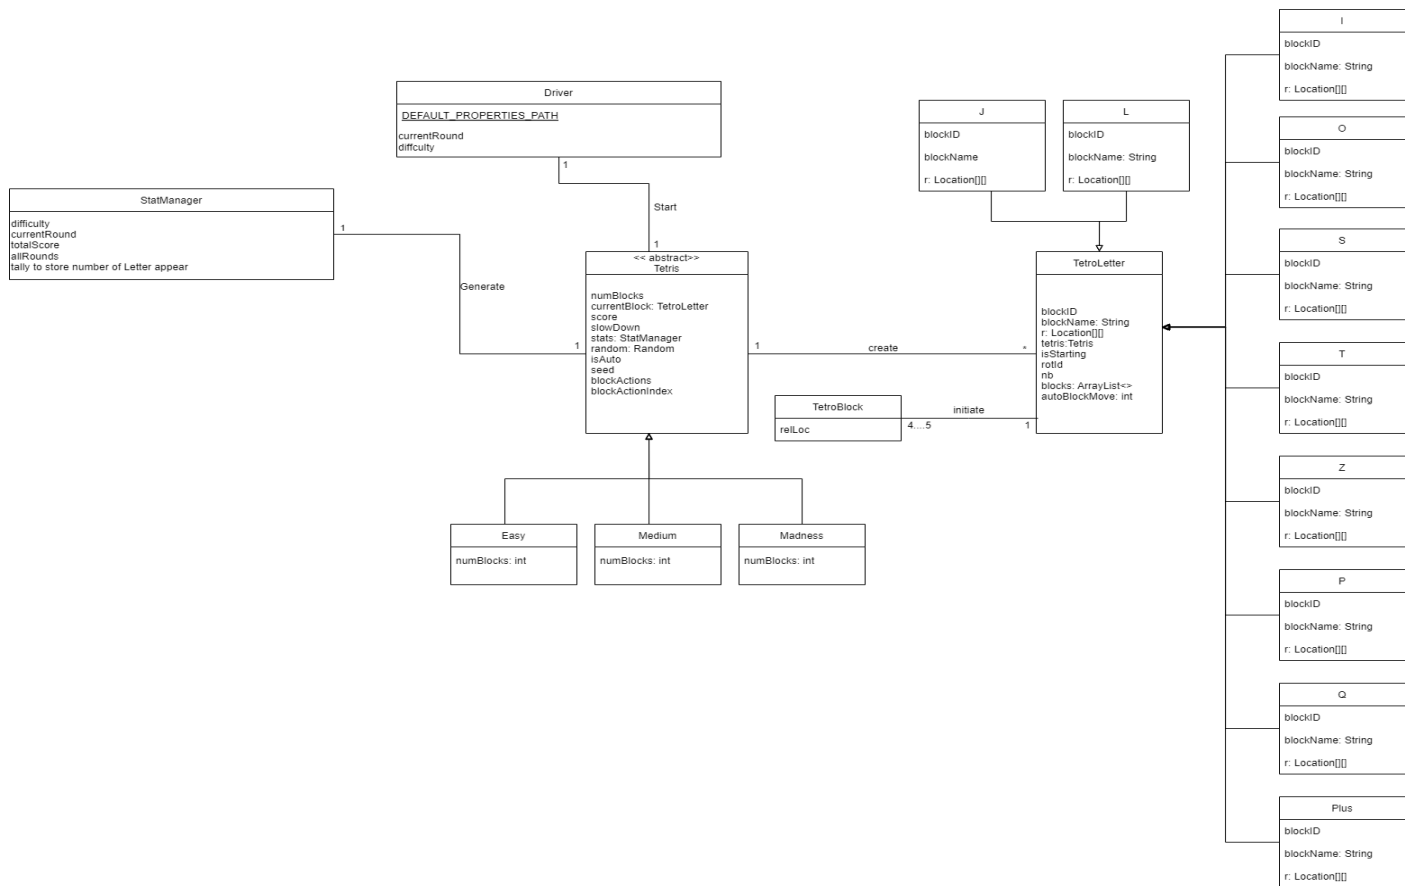 Driver
DEFAULT_PROPERTIES_PATH
currentRound
diffculty
1
Start
1
StatManager
difficulty
currentRound
totalScore
allRounds
tally to store number of Letter appear
1
Generate
1
<< abstract>>
Tetris
numBlocks
currentBlock: TetroLetter
score
slowDown
stats: StatManager
random: Random
isAuto
seed
blockActions
blockActionIndex
1
create
*
Easy
numBlocks: int
Medium
numBlocks: int
Madness
numBlocks: int
TetroBlock
relLoc
4....5
initiate
1
J
blockID
blockName
r: Location[][]
L
blockID
blockName: String
r: Location[][]
TetroLetter
blockID
blockName: String
r: Location[][]
tetris:Tetris
isStarting
rotId
nb
blocks: ArrayList<>
autoBlockMove: int
I
blockID
blockName: String
r: Location[][]
O
blockID
blockName: String
r: Location[][]
S
blockID
blockName: String
r: Location[][]
T
blockID
blockName: String
r: Location[][]
Z
blockID
blockName: String
r: Location[][]
P
blockID
blockName: String
r: Location[][]
Q
blockID
blockName: String
r: Location[][]
Plus
blockID
blockName: String
r: Location[][]